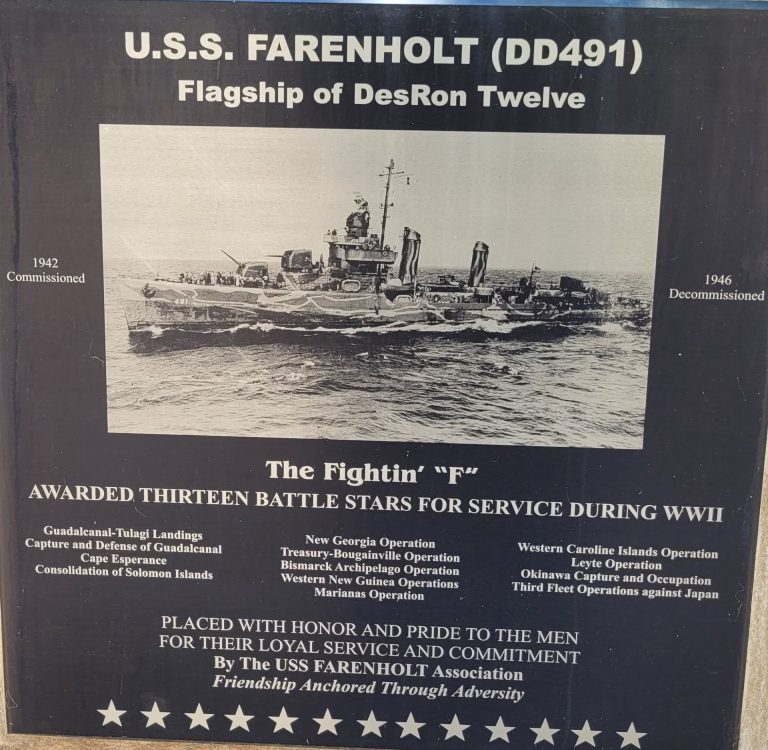 U.S.S. FARENHOLT (DD491)
Flagship of DesRon Twelve
1942
Commissioned
491
1946
Decommissioned
The Fightin' "F"
AWARDED THIRTEEN BATTLE STARS FOR SERVICE DURING WWII
Guadalcanal-Tulagi Landings
Capture and Defense of Guadalcanal
Cape Esperance
Consolidation of Solomon Islands
New Georgia Operation
Treasury-Bougainville Operation
Bismarck Archipelago Operation
Western New Guinea Operations
Marianas Operation
Western Caroline Islands Operation
Leyte Operation
Okinawa Capture and Occupation
Third Fleet Operations against Japan
PLACED WITH HONOR AND PRIDE TO THE MEN
FOR THEIR LOYAL SERVICE AND COMMITMENT
By The USS FARENHOLT Association
Friendship Anchored Through Adversity